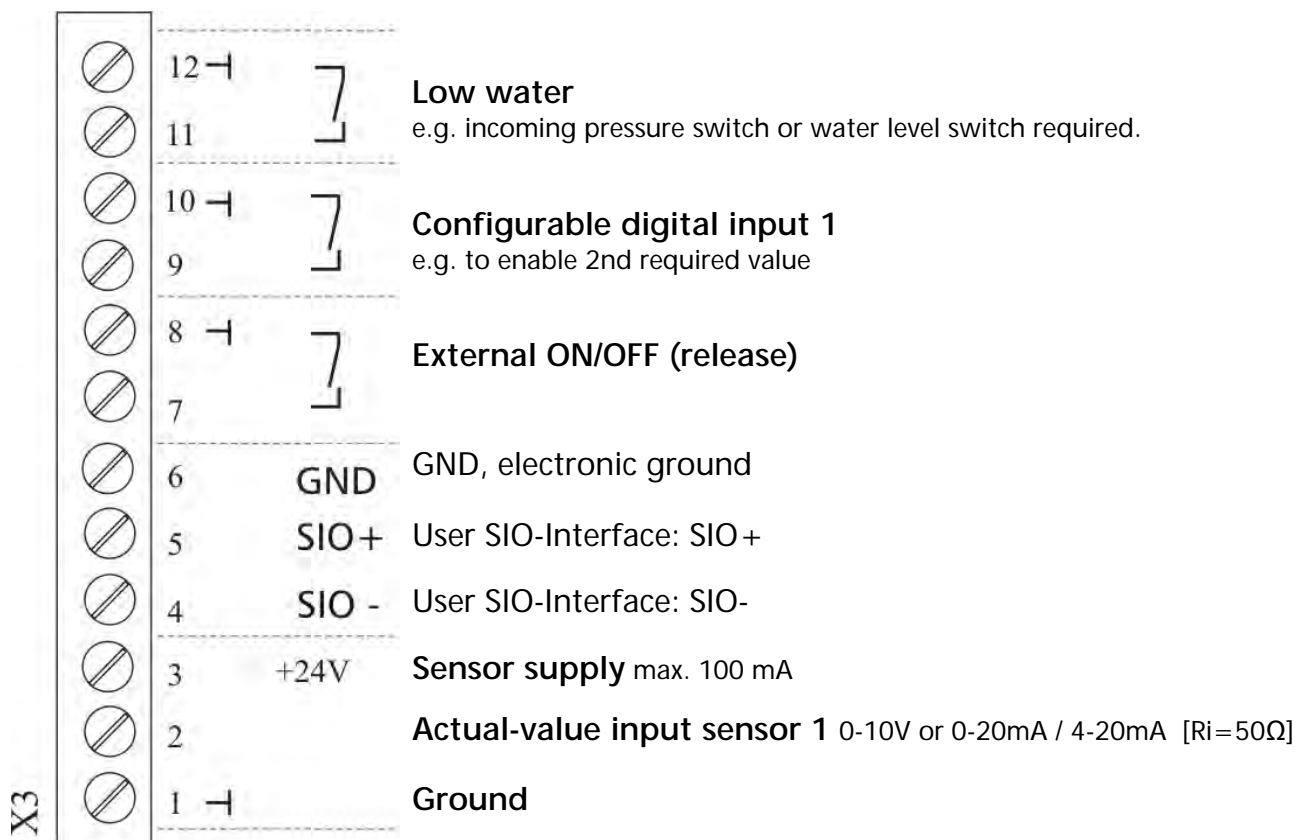 12
Low water
11 e.g. incoming pressure switch or water level switch required.
10
Configurable digital input 1
9 e.g. to enable 2nd required value
8
External ON/OFF (release)
7
6 GND GND, electronic ground
5 SIO+ User SIO-Interface: SIO+
4 SIO - User SIO-Interface: SIO-
3 +24V Sensor supply max. 100 mA
2 Actual-value input sensor 1 0-10V or 0-20mA / 4-20mA [Ri=50Ω]
1 Ground
X3